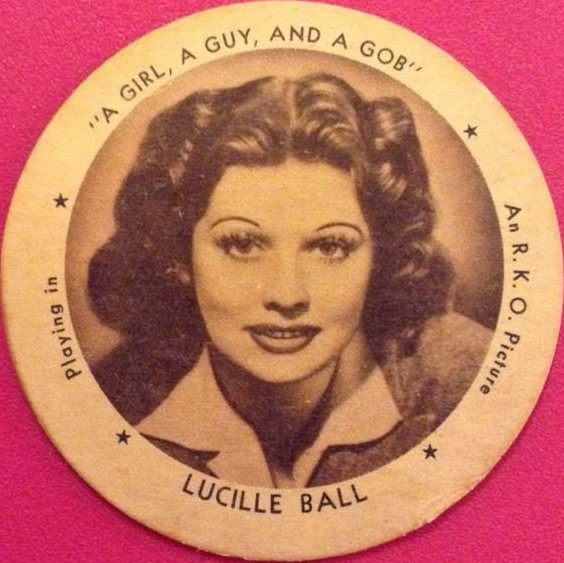 Playing in
"A GIRL, A GUY, AND A GOB"
An R. K. O. Picture
LUCILLE BALL